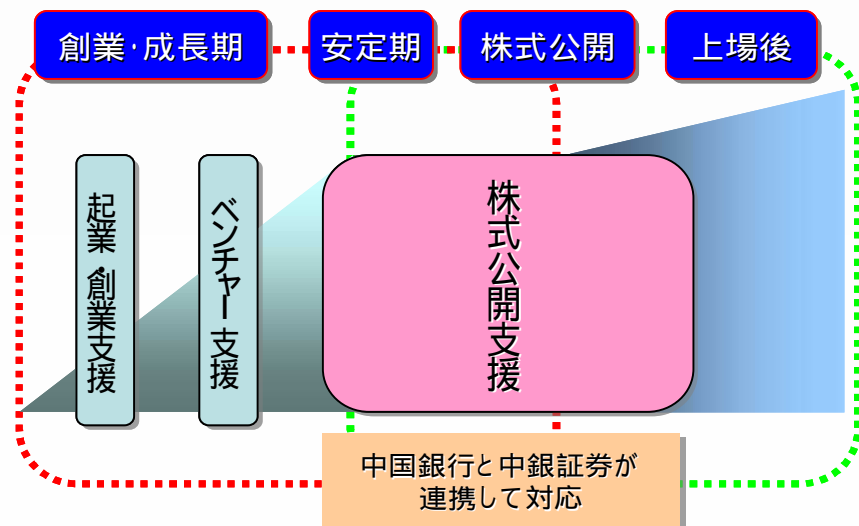 創業・成長期
安定期
株式公開
上場後
起業・創業支援
ベンチャー支援
株式公開支援
中国銀行と中銀証券が
連携して対応